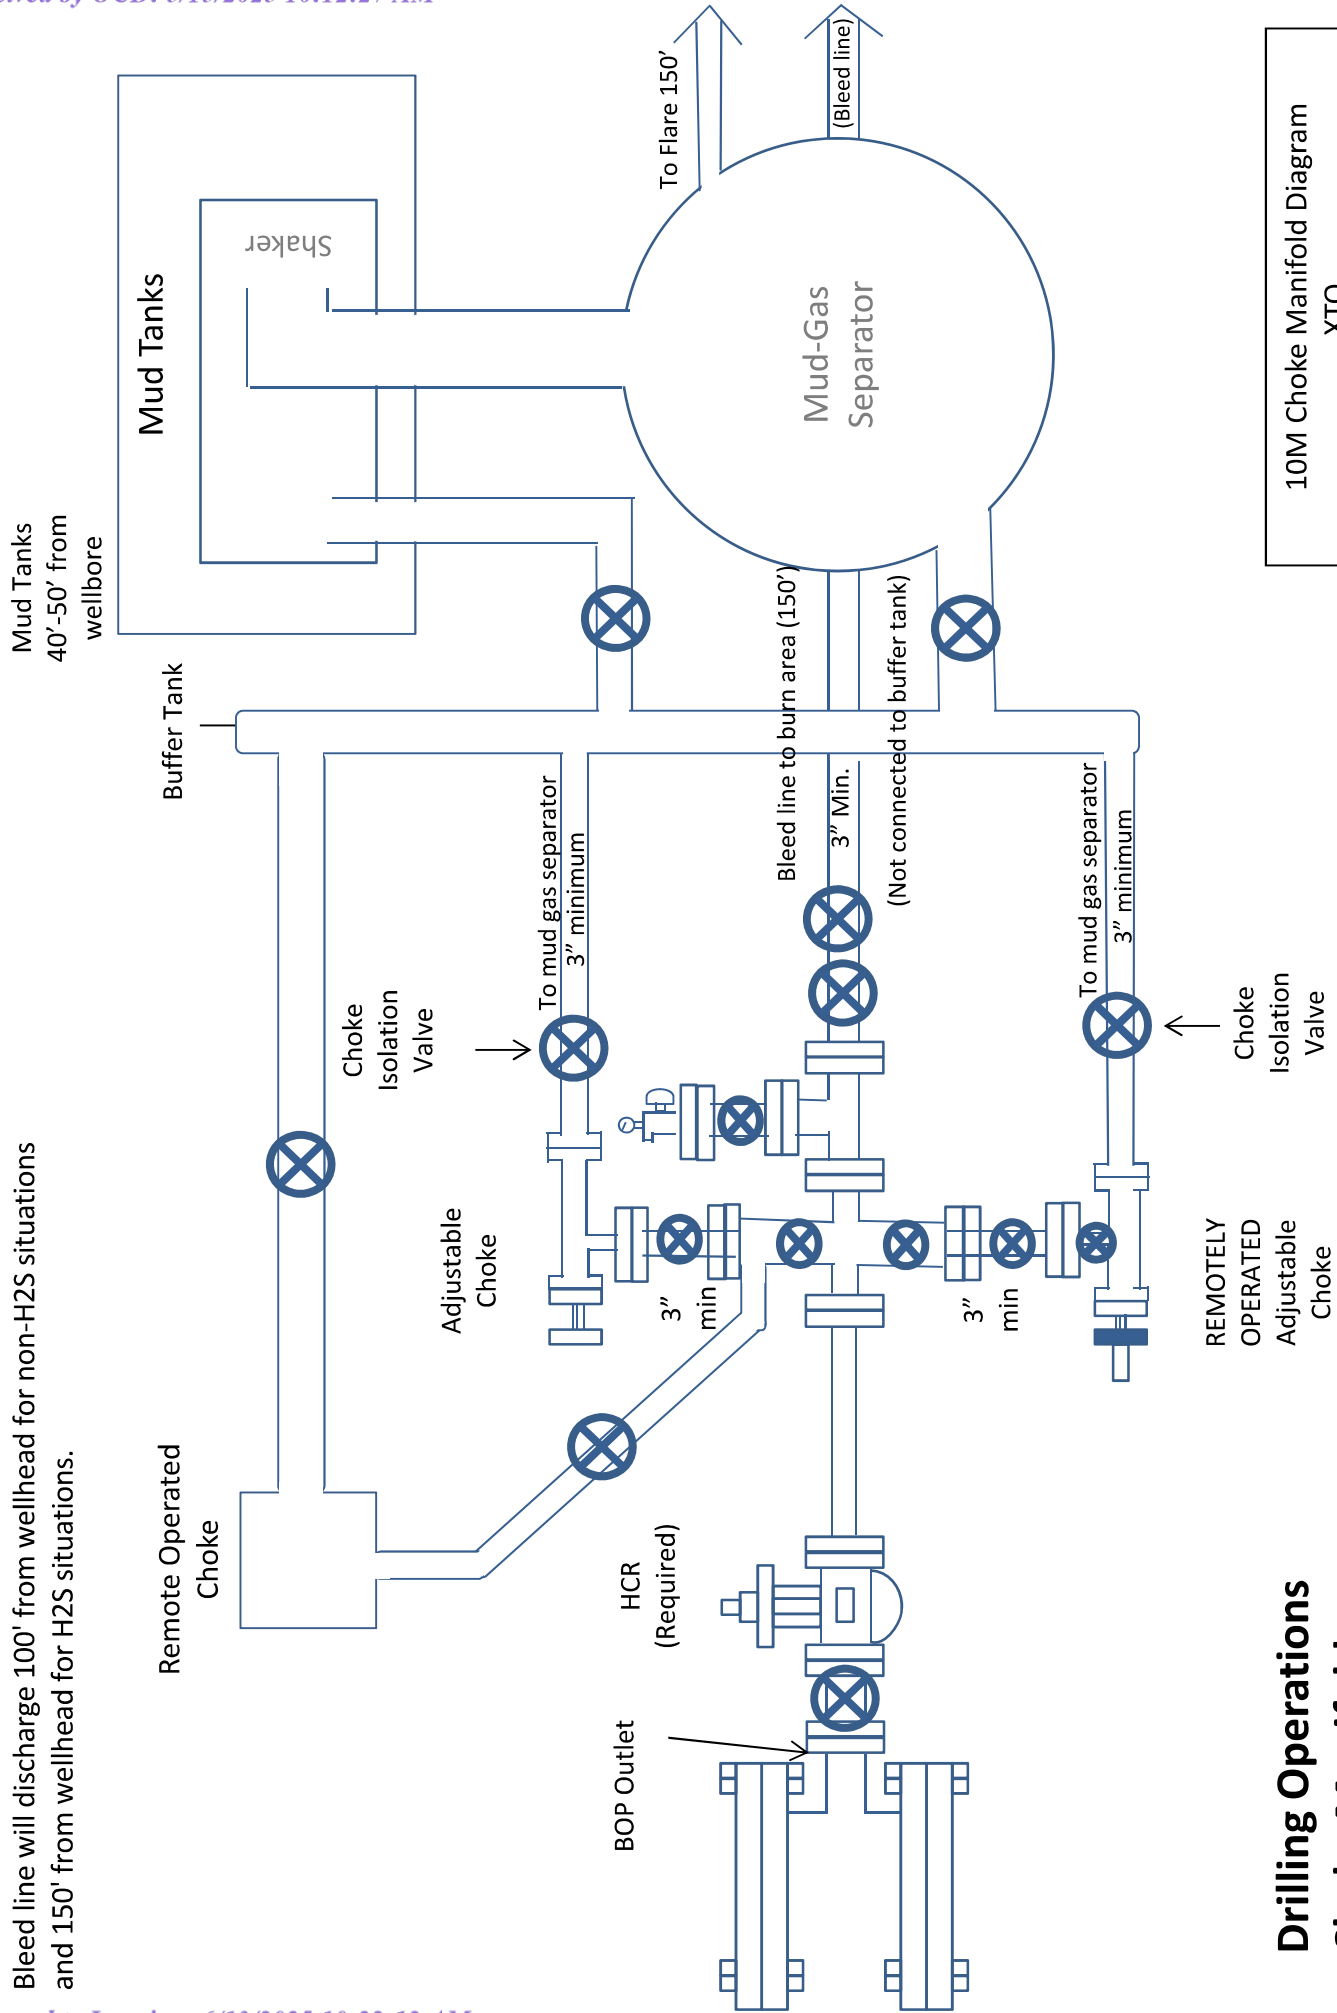 Bleed line will discharge 100' from wellhead for non-H2S situations
and 150' from wellhead for H2S situations.
Mud Tanks
40’-50’ from
wellbore
Mud Tanks
Shaker
Buffer Tank
Remote Operated
Choke
Choke
Isolation
Valve
To mud gas separator
3” minimum
Adjustable
Choke
To Flare 150’
(Bleed line)
Mud-Gas
Separator
Bleed line to burn area (150’)
3” Min.
(Not connected to buffer tank)
HCR
(Required)
BOP Outlet
3”
min
3”
min
To mud gas separator
3” minimum
Choke
Isolation
Valve
REMOTELY
OPERATED
Adjustable
Choke
10M Choke Manifold Diagram
XTO
Drilling Operations